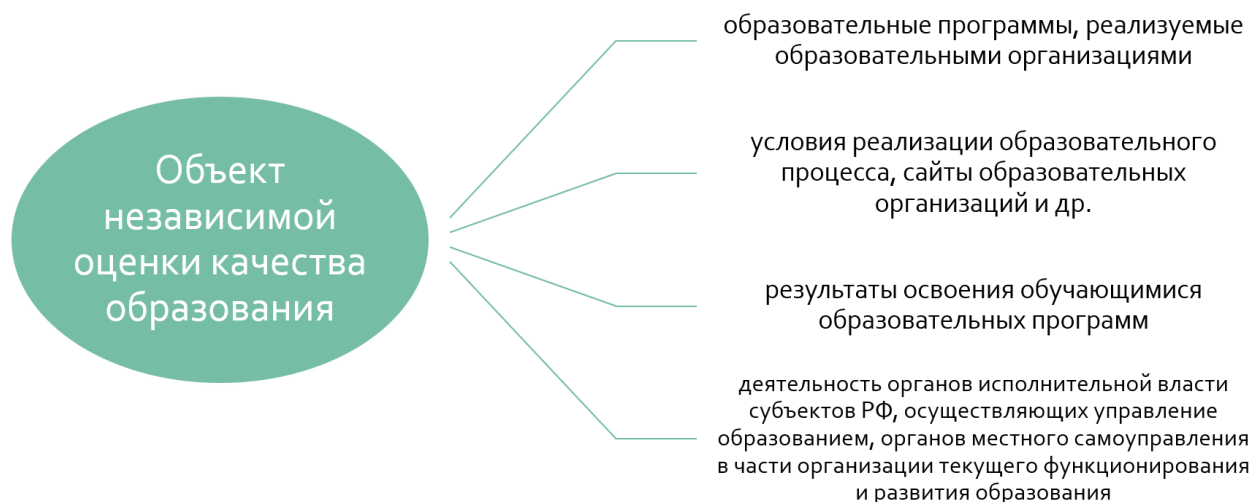 Объект
независимой
оценки качества
образования
образовательные программы, реализуемые
образовательными организациями
условия реализации образовательного
процесса, сайты образовательных
организаций и др.
результаты освоения обучающимися
образовательных программ
деятельность органов исполнительной власти
субъектов РФ, осуществляющих управление
образованием, органов местного самоуправления
в части организации текущего функционирования
и развития образования